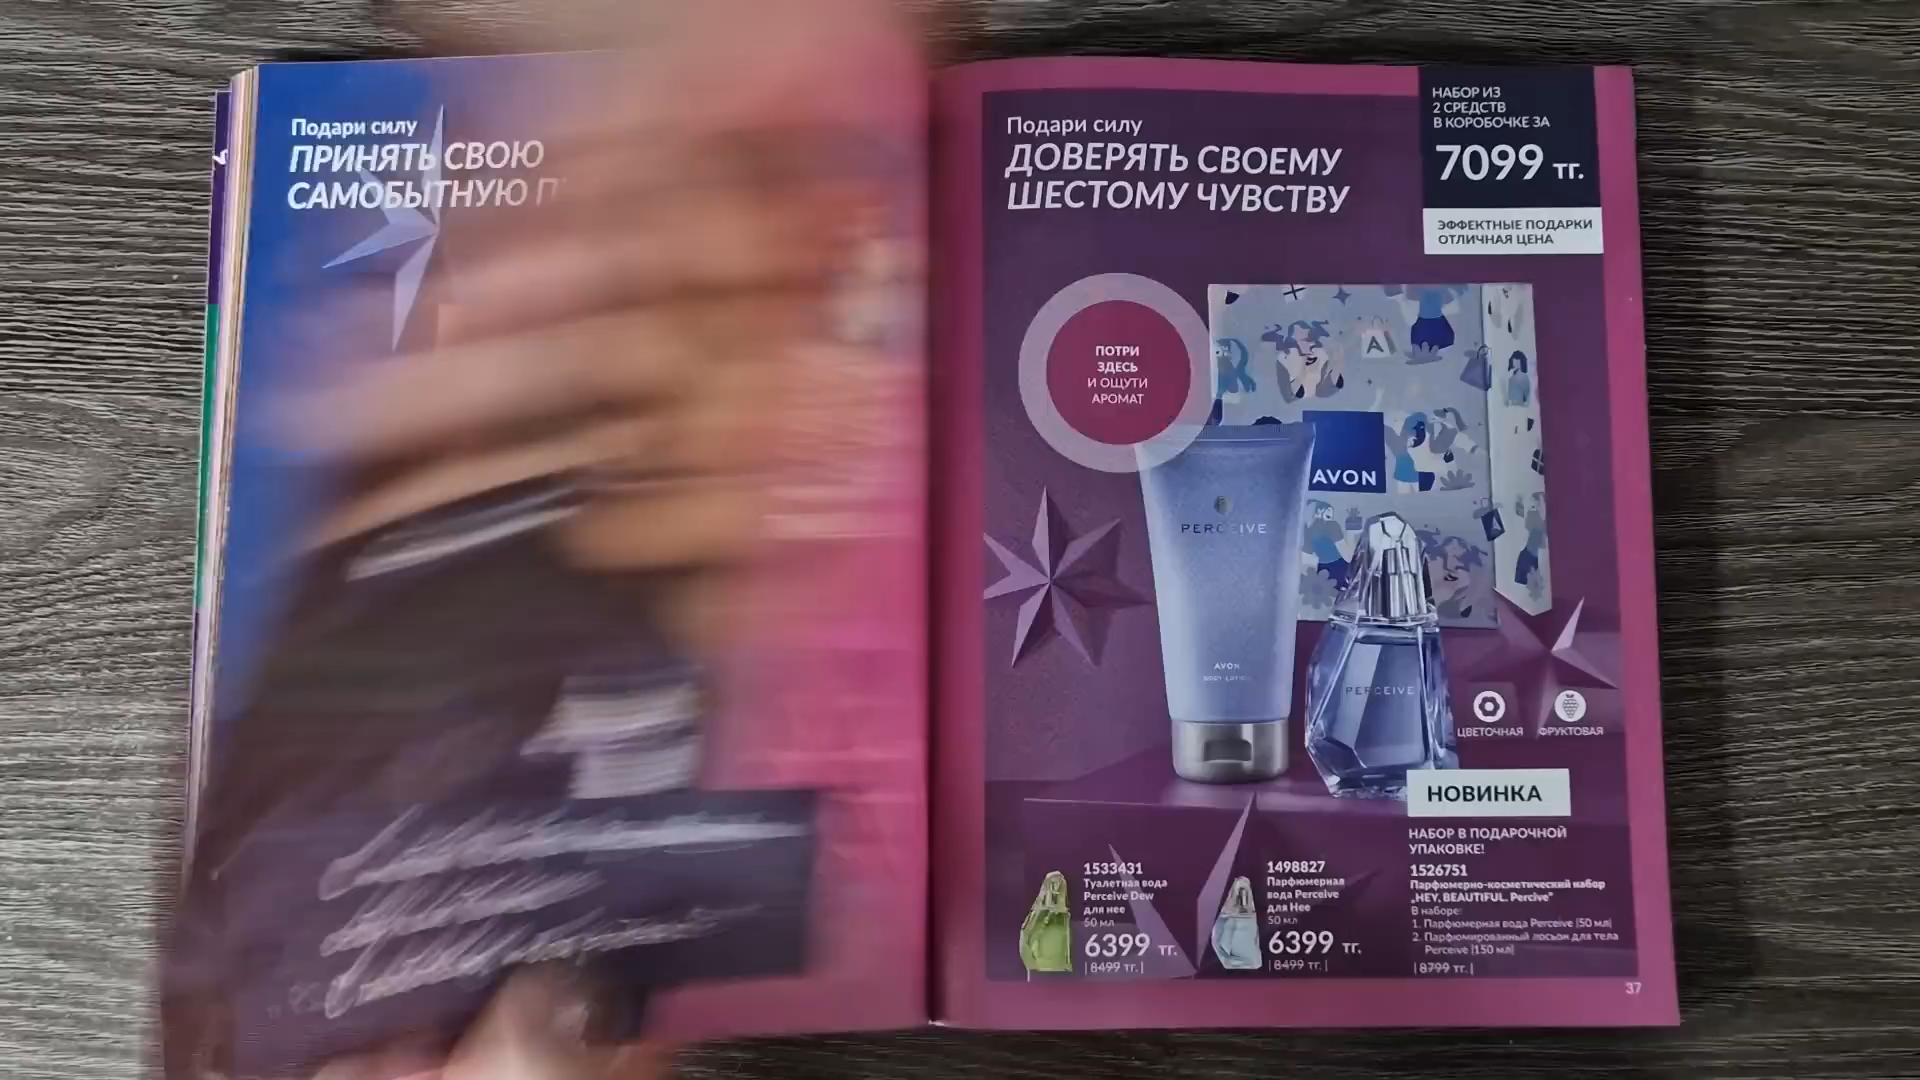 Подари силу
ПРИНЯТЬ СВОЮ
САМОБЫТНУЮ
Подари силу
ДОВЕРЯТЬ СВОЕМУ
ШЕСТОМУ ЧУВСТВУ
НАБОР ИЗ
2 СРЕДСТВ
В КОРОБОЧКЕ ЗА
7099 тг.
ЭФФЕКТНЫЕ ПОДАРКИ
ОТЛИЧНАЯ ЦЕНА
ПОТРИ
ЗДЕСЬ
И ОЩУТИ
АРОМАТ
A
AVON
PERCEIVE
AVON
BODY LOTION
PERCEIVE
ЦВЕТОЧНАЯ
ФРУКТОВАЯ
НОВИНКА
НАБОР В ПОДАРОЧНОЙ
УПАКОВКЕ!
1526751
Парфюмерно-косметический набор
„HEY, BEAUTIFUL. Percive"
В наборе:
1. Парфюмерная вода Perceive |50 мл|
2. Парфюмированный лосьон для тела
Perceive |150 мл|
| 8799 тг. |
1533431
Туалетная вода
Perceive Dew
для нее
50 мл
6399 тг.
| 8499 тг. |
1498827
Парфюмерная
вода Perceive
для Нее
50 мл
6399 тг.
| 8499 тг. |
37